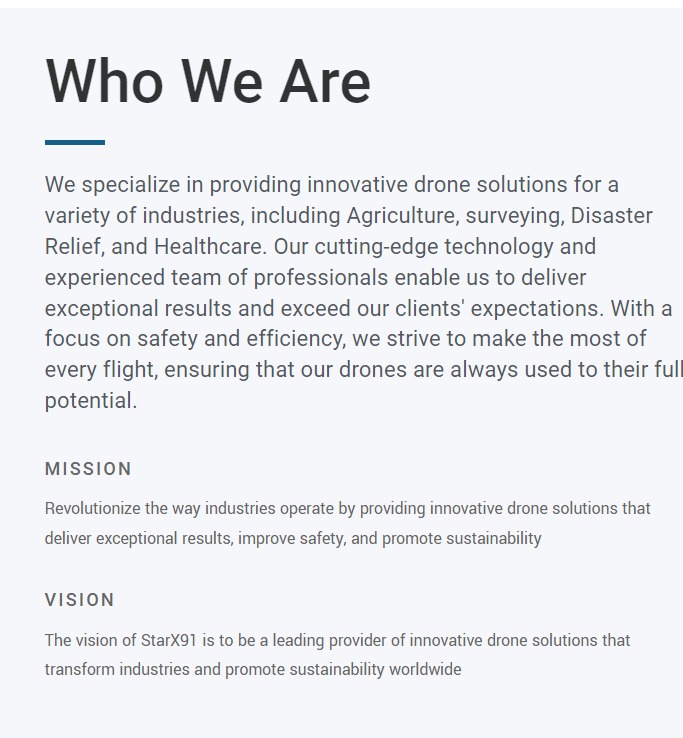 Who We Are
We specialize in providing innovative drone solutions for a
variety of industries, including Agriculture, surveying, Disaster
Relief, and Healthcare. Our cutting-edge technology and
experienced team of professionals enable us to deliver
exceptional results and exceed our clients' expectations. With a
focus on safety and efficiency, we strive to make the most of
every flight, ensuring that our drones are always used to their full
potential.
MISSION
Revolutionize the way industries operate by providing innovative drone solutions that
deliver exceptional results, improve safety, and promote sustainability
VISION
The vision of StarX91 is to be a leading provider of innovative drone solutions that
transform industries and promote sustainability worldwide